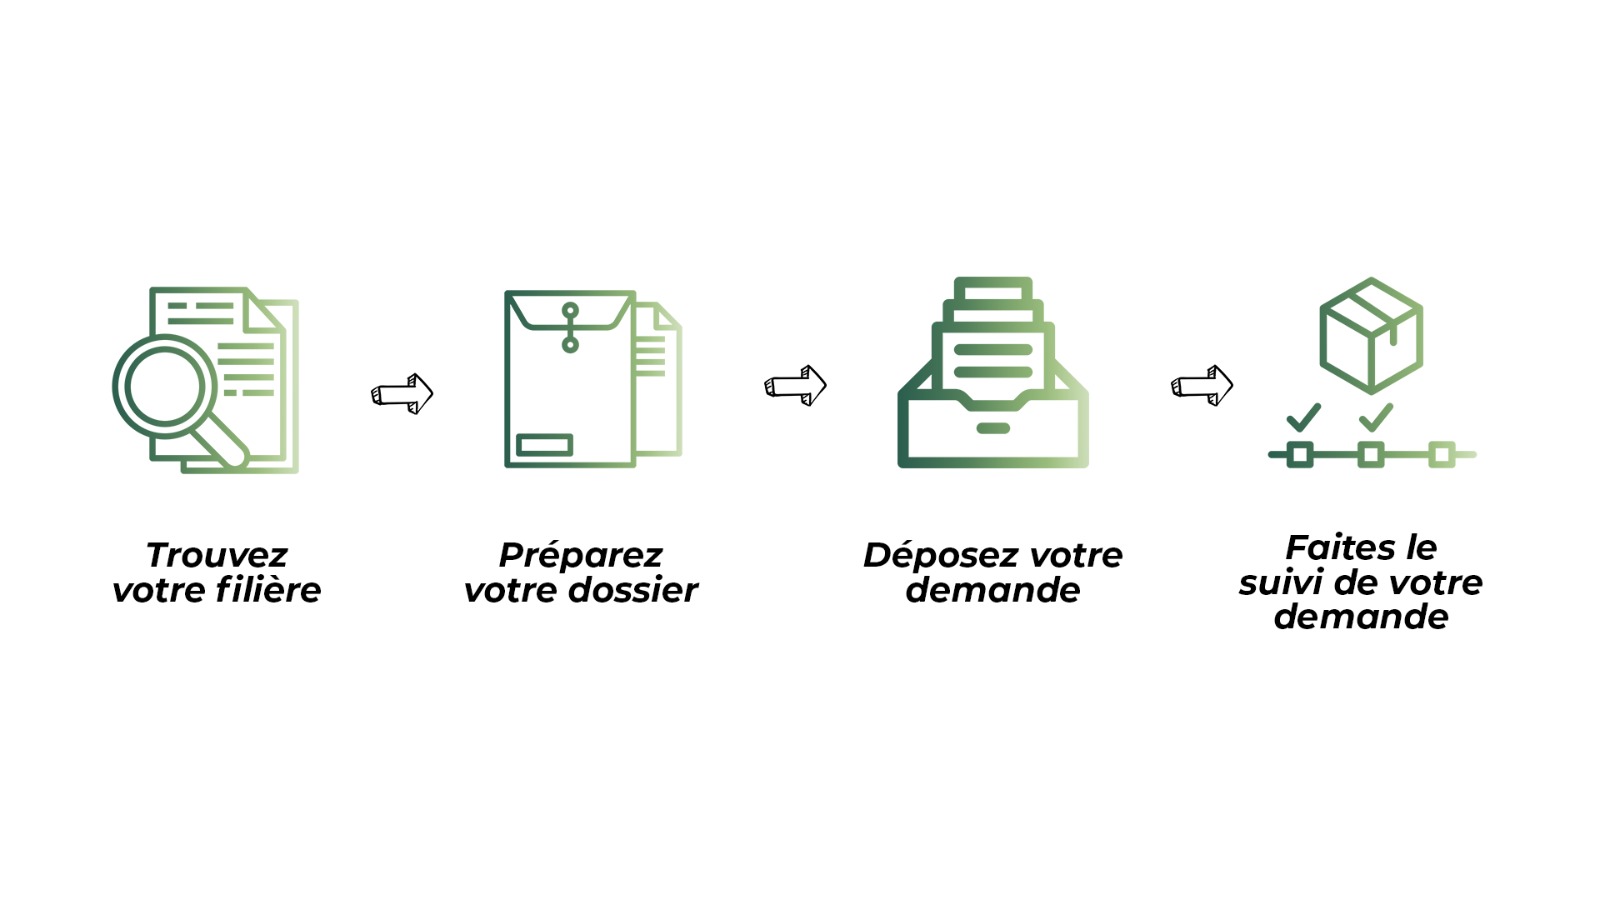 Trouvez
votre filière
Préparez
votre dossier
Déposez votre
demande
Faites le
suivi de votre
demande